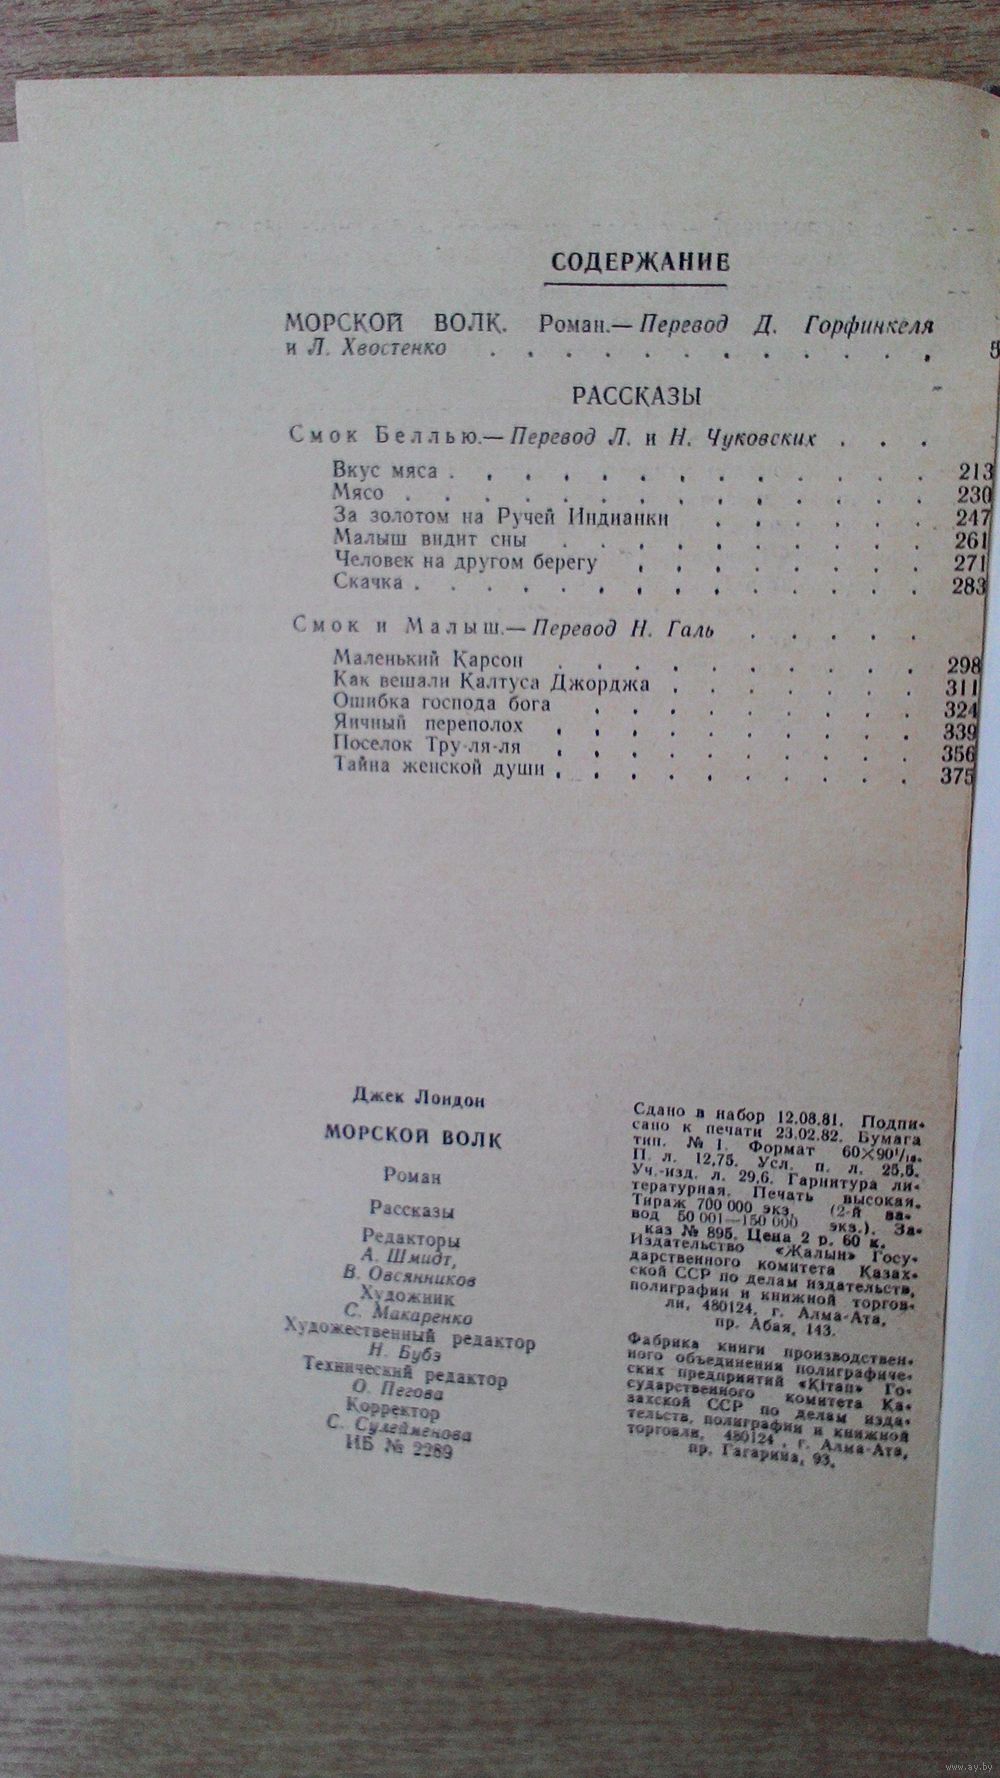 СОДЕРЖАНИЕ
МОРСКОЙ ВОЛК. Роман.— Перевод Д. Горфинкеля
и Л. Хвостенко . . . . . . . . . . . . 5
РАССКАЗЫ
Смок Беллью.— Перевод Л. и Н. Чуковских . . .
Вкус мяса . . . . . . . . . . . . . 213
Мясо . . . . . . . . . . . . . . 230
За золотом на Ручей Индианки . . . . . . 247
Малыш видит сны . . . . . . . . . . 261
Человек на другом берегу . . . . . . . . 271
Скачка . . . . . . . . . . . . . . 283
Смок и Малыш.— Перевод Н. Галь . . . . .
Маленький Карсон . . . . . . . . . . 298
Как вешали Калтуса Джорджа . . . . . . . 311
Ошибка господа бога . . . . . . . . . 324
Яичный переполох . . . . . . . . . . 339
Поселок Тру-ля-ля . . . . . . . . . . 356
Тайна женской души . . . . . . . . . . 375
Джек Лондон
МОРСКОЙ ВОЛК
Роман
Рассказы
Редакторы
А. Шмидт,
В. Овсянников
Художник
С. Макаренко
Художественный редактор
Н. Бубэ
Технический редактор
О. Пегова
Корректор
С. Сулейменова
ИБ № 2289
Сдано в набор 12.08.81. Подпи-
сано к печати 23.02.82. Бумага
тип. № 1. Формат 60×90¹/₁₆.
П. л. 12,75. Усл. п. л. 25,5.
Уч.-изд. л. 29,6. Гарнитура ли-
тературная. Печать высокая.
Тираж 700 000 экз. (2-й за-
вод 50 001—150 000 экз.). За-
каз № 895. Цена 2 р. 60 к.
Издательство «Жалын» Госу-
дарственного комитета Казах-
ской ССР по делам издательств,
полиграфии и книжной торгов-
ли, 480124, г. Алма-Ата,
пр. Абая, 143.
Фабрика книги производствен-
ного объединения полиграфиче-
ских предприятий «Кітап» Го-
сударственного комитета Ка-
захской ССР по делам изда-
тельств, полиграфии и книжной
торговли, 480124, г. Алма-Ата,
пр. Гагарина, 93.
www.ay.by